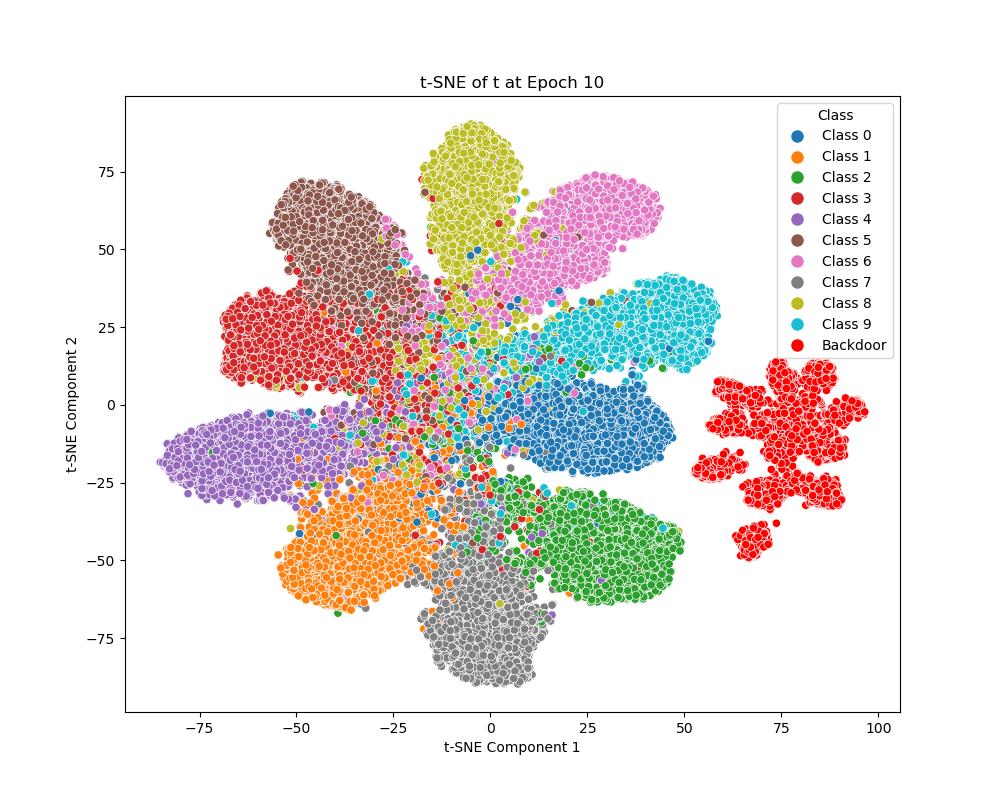 t-SNE of t at Epoch 10
Class
Class 0
Class 1
Class 2
Class 3
Class 4
Class 5
Class 6
Class 7
Class 8
Class 9
Backdoor
75
50
25
0
−25
−50
−75
t-SNE Component 2
−75
−50
−25
0
25
50
75
100
t-SNE Component 1